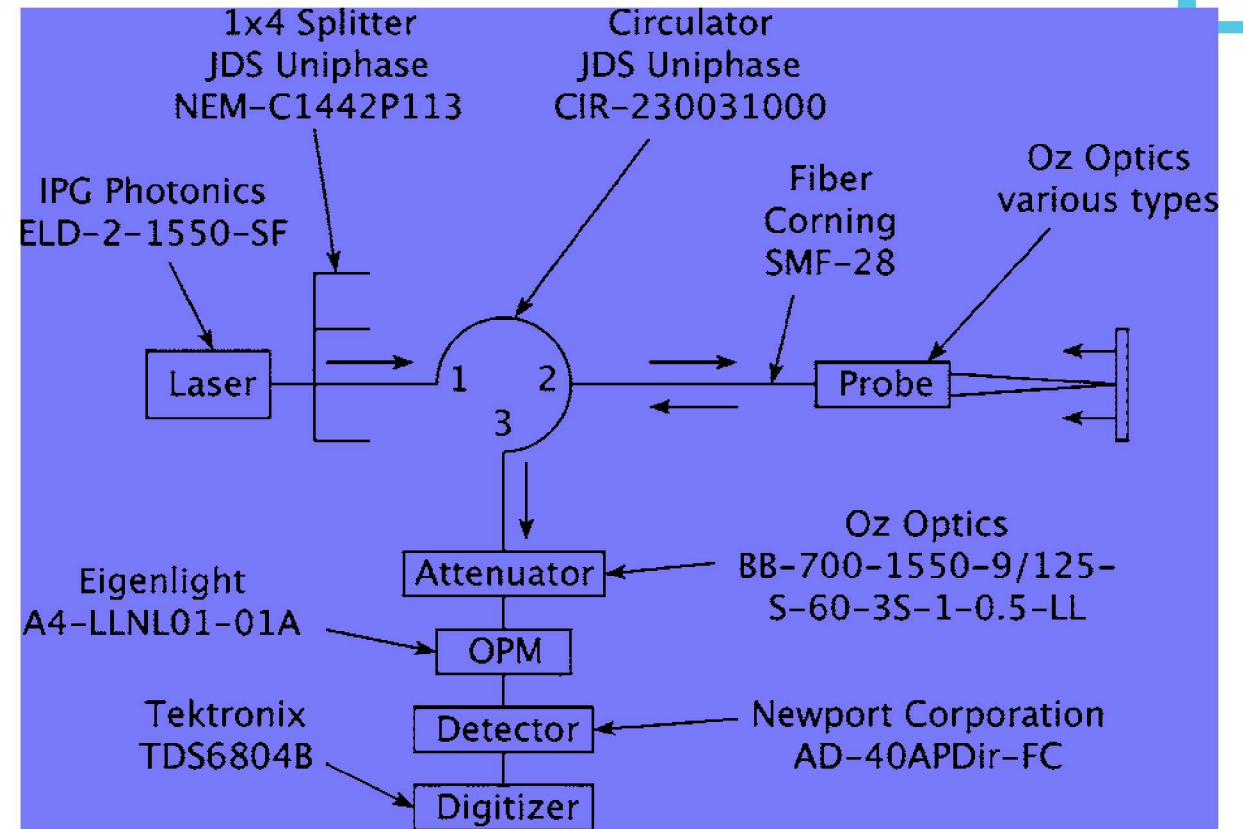 1x4 Splitter
JDS Uniphase
NEM-C1442P113
Circulator
JDS Uniphase
CIR-230031000
IPG Photonics
ELD-2-1550-SF
Fiber
Corning
SMF-28
Oz Optics
various types
Laser
1
2
3
Probe
Attenuator
Oz Optics
BB-700-1550-9/125-
S-60-3S-1-0.5-LL
Eigenlight
A4-LLNL01-01A
OPM
Tektronix
TDS6804B
Detector
Newport Corporation
AD-40APDir-FC
Digitizer